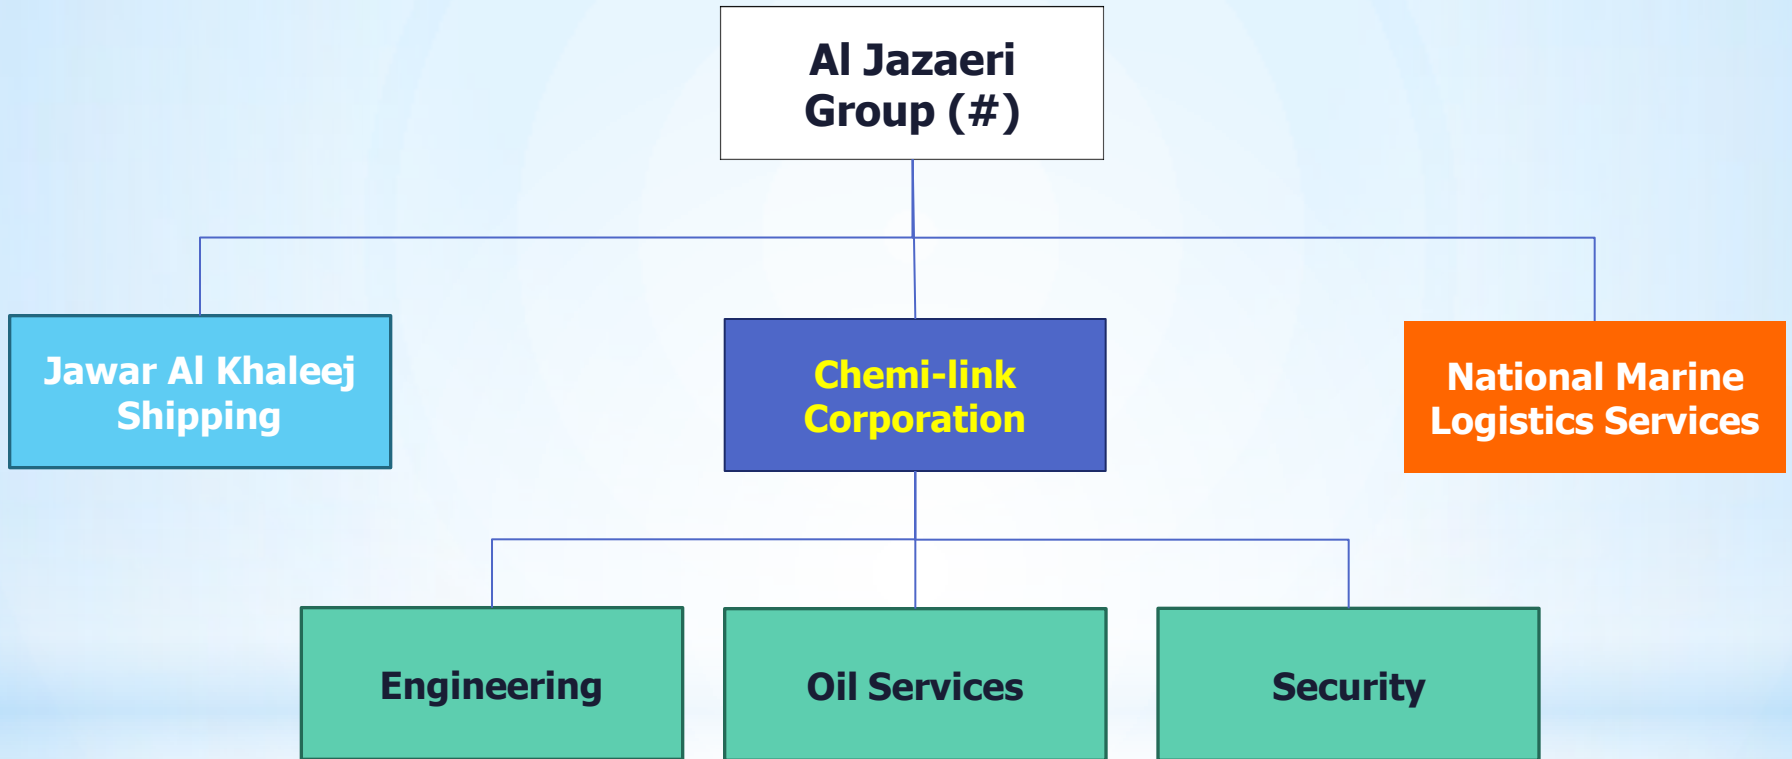 Al Jazaeri
Group (#)
Jawar Al Khaleej
Shipping
Chemi-link
Corporation
National Marine
Logistics Services
Engineering
Oil Services
Security